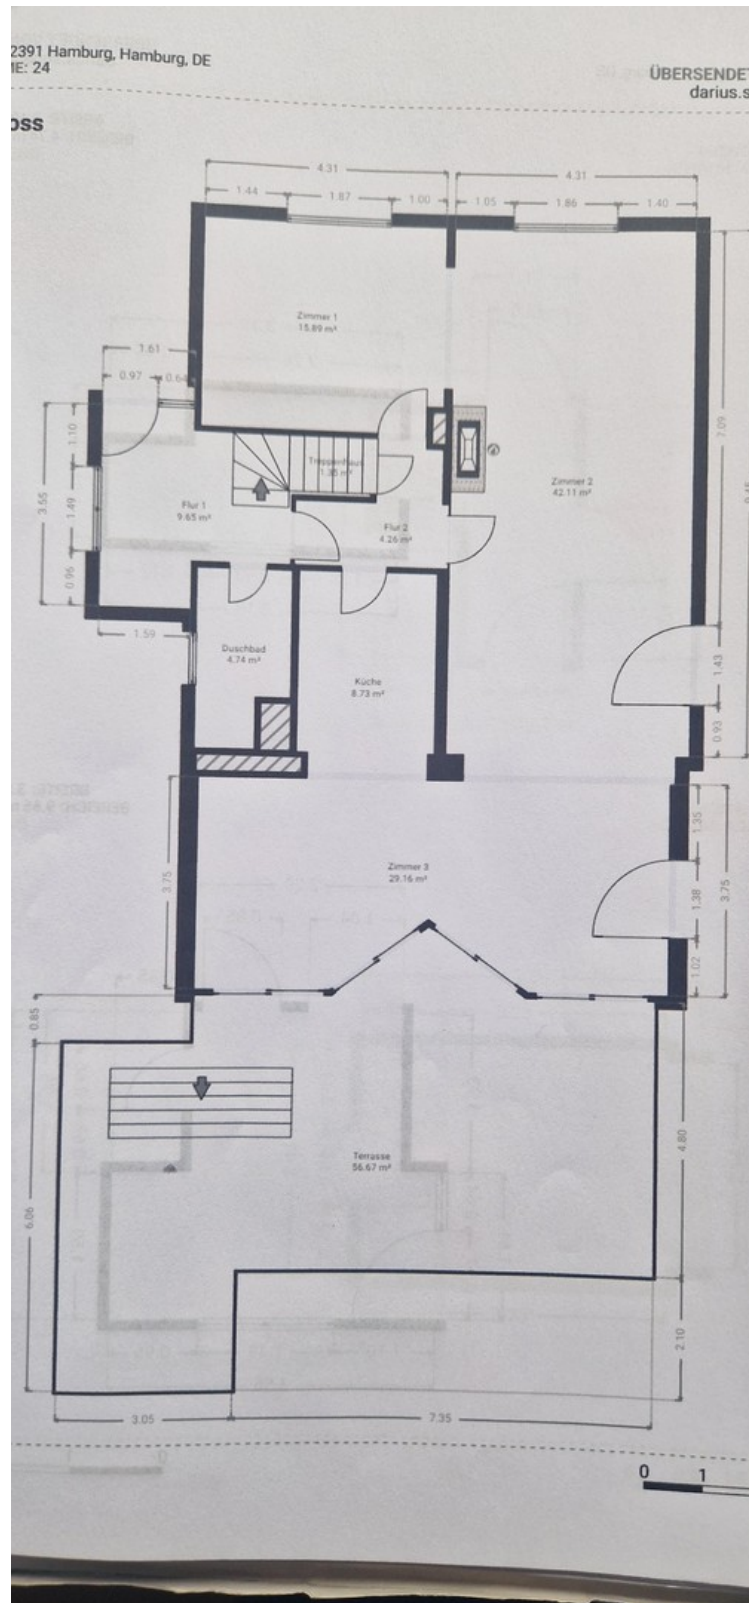 2391 Hamburg, Hamburg, DE
IE: 24
ÜBERSENDET
darius.s
oss
4.31
4.31
1.44
1.87
1.00
1.05
1.86
1.40
Zimmer 1
15.89 m²
1.61
0.97
0.64
7.09
1.10
3.55
1.49
0.96
Treppenhaus
1.35 m²
Zimmer 2
42.11 m²
Flur 1
9.65 m²
Flur 2
4.26 m²
1.59
Duschbad
4.74 m²
Küche
8.73 m²
1.43
0.93
3.75
Zimmer 3
29.16 m²
1.35
1.38
3.75
1.02
0.85
6.06
Terrasse
56.67 m²
4.80
2.10
3.05
7.35
0 1